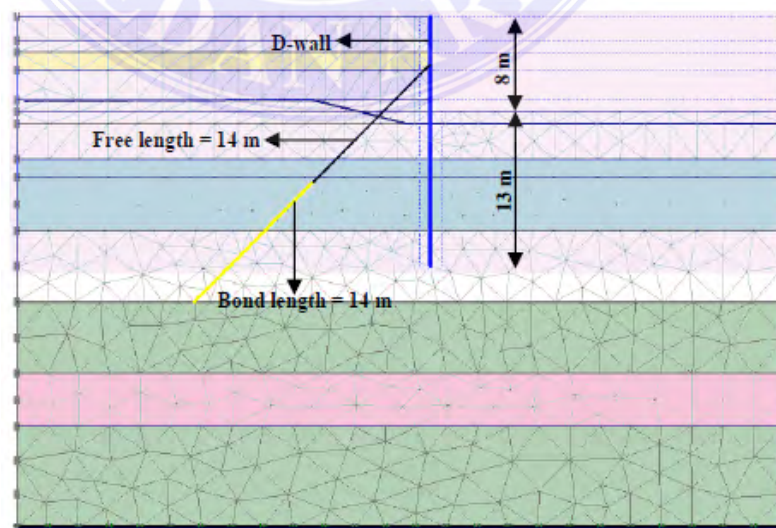 D-wall
8 m
Free length = 14 m
13 m
Bond length = 14 m